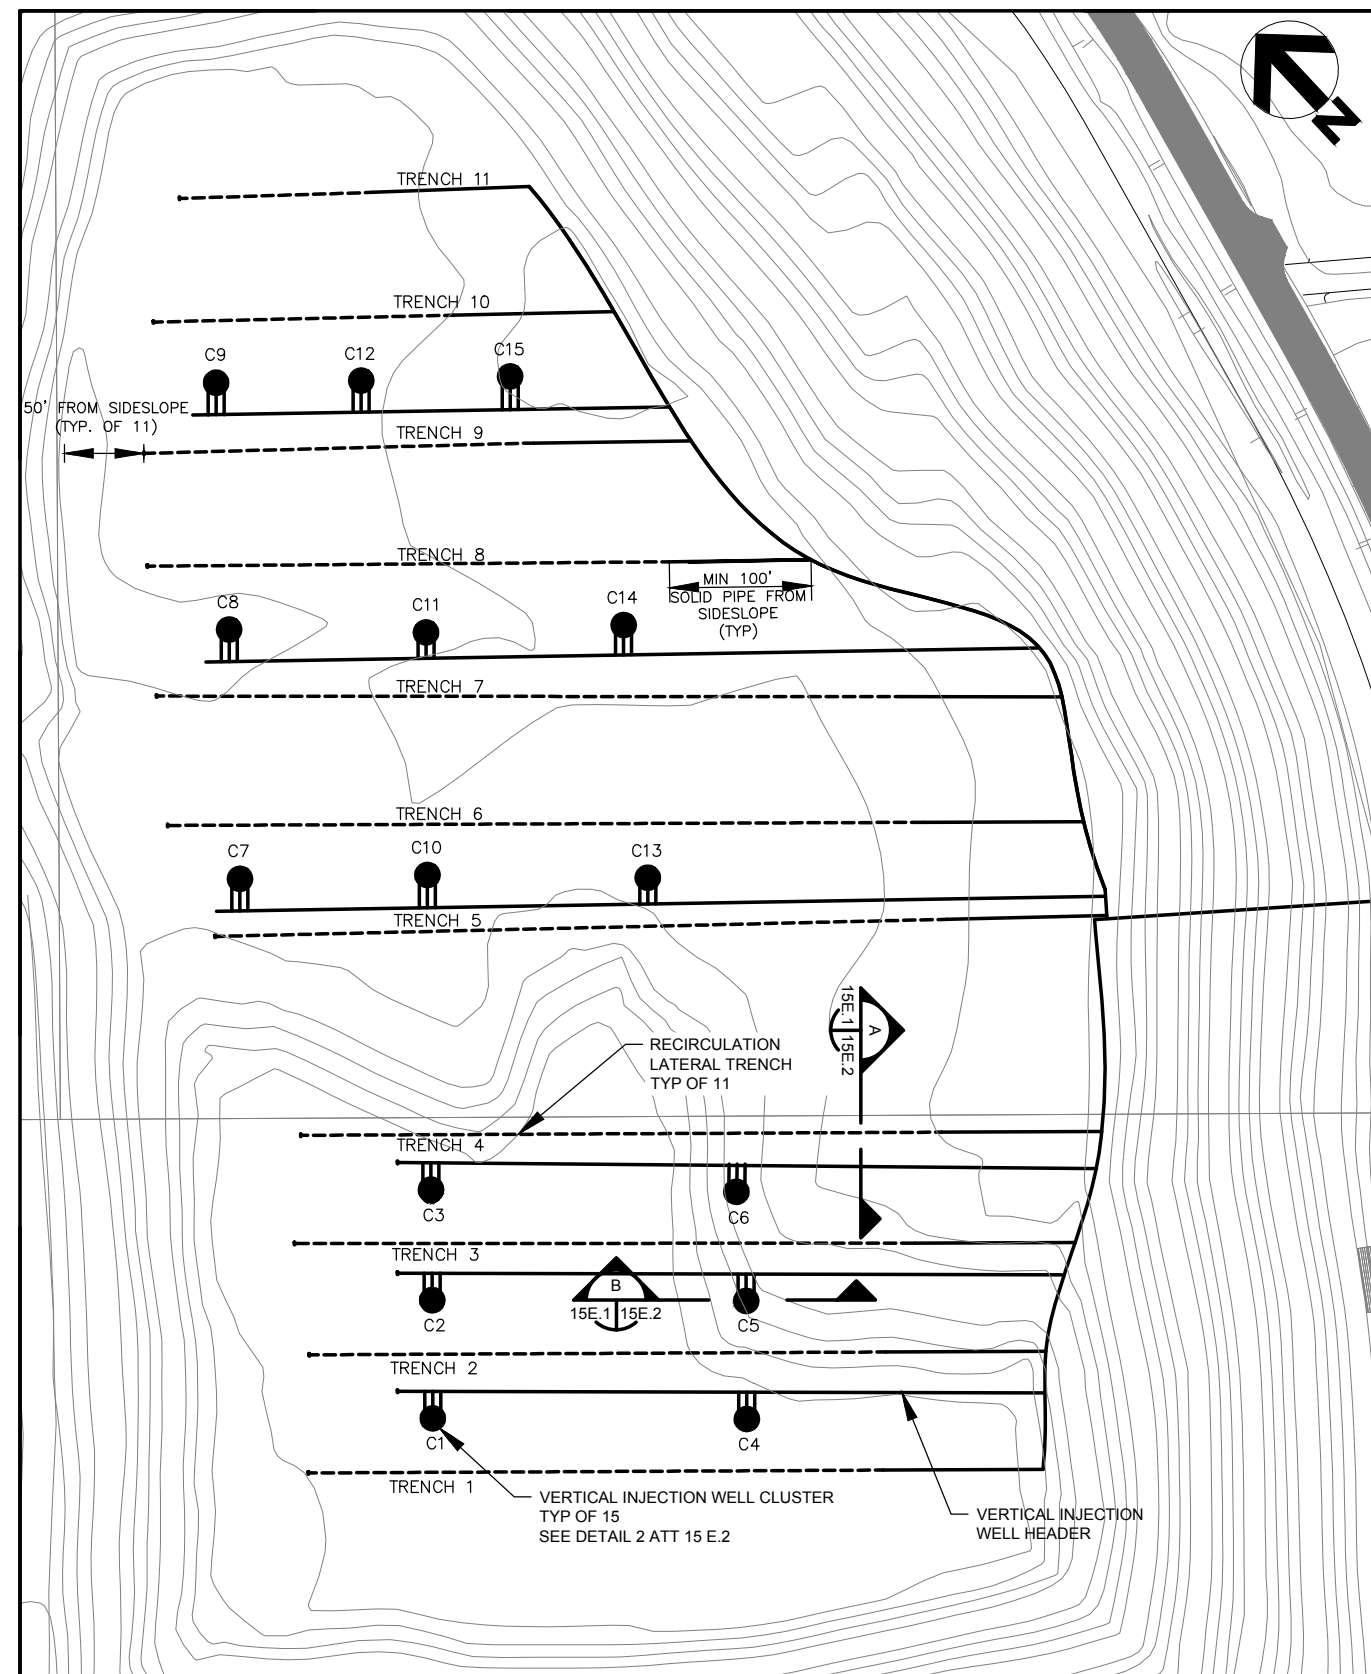 N
TRENCH 11
TRENCH 10
C9
C12
C15
50' FROM SIDESLOPE
(TYP. OF 11)
TRENCH 9
TRENCH 8
MIN 100'
SOLID PIPE FROM
SIDESLOPE
(TYP)
C8
C11
C14
TRENCH 7
TRENCH 6
C7
C10
C13
TRENCH 5
15E.1
15E.2
A
RECIRCULATION
LATERAL TRENCH
TYP OF 11
TRENCH 4
C3
C6
TRENCH 3
B
15E.1
15E.2
C2
C5
TRENCH 2
C1
C4
TRENCH 1
VERTICAL INJECTION WELL CLUSTER
TYP OF 15
SEE DETAIL 2 ATT 15 E.2
VERTICAL INJECTION
WELL HEADER